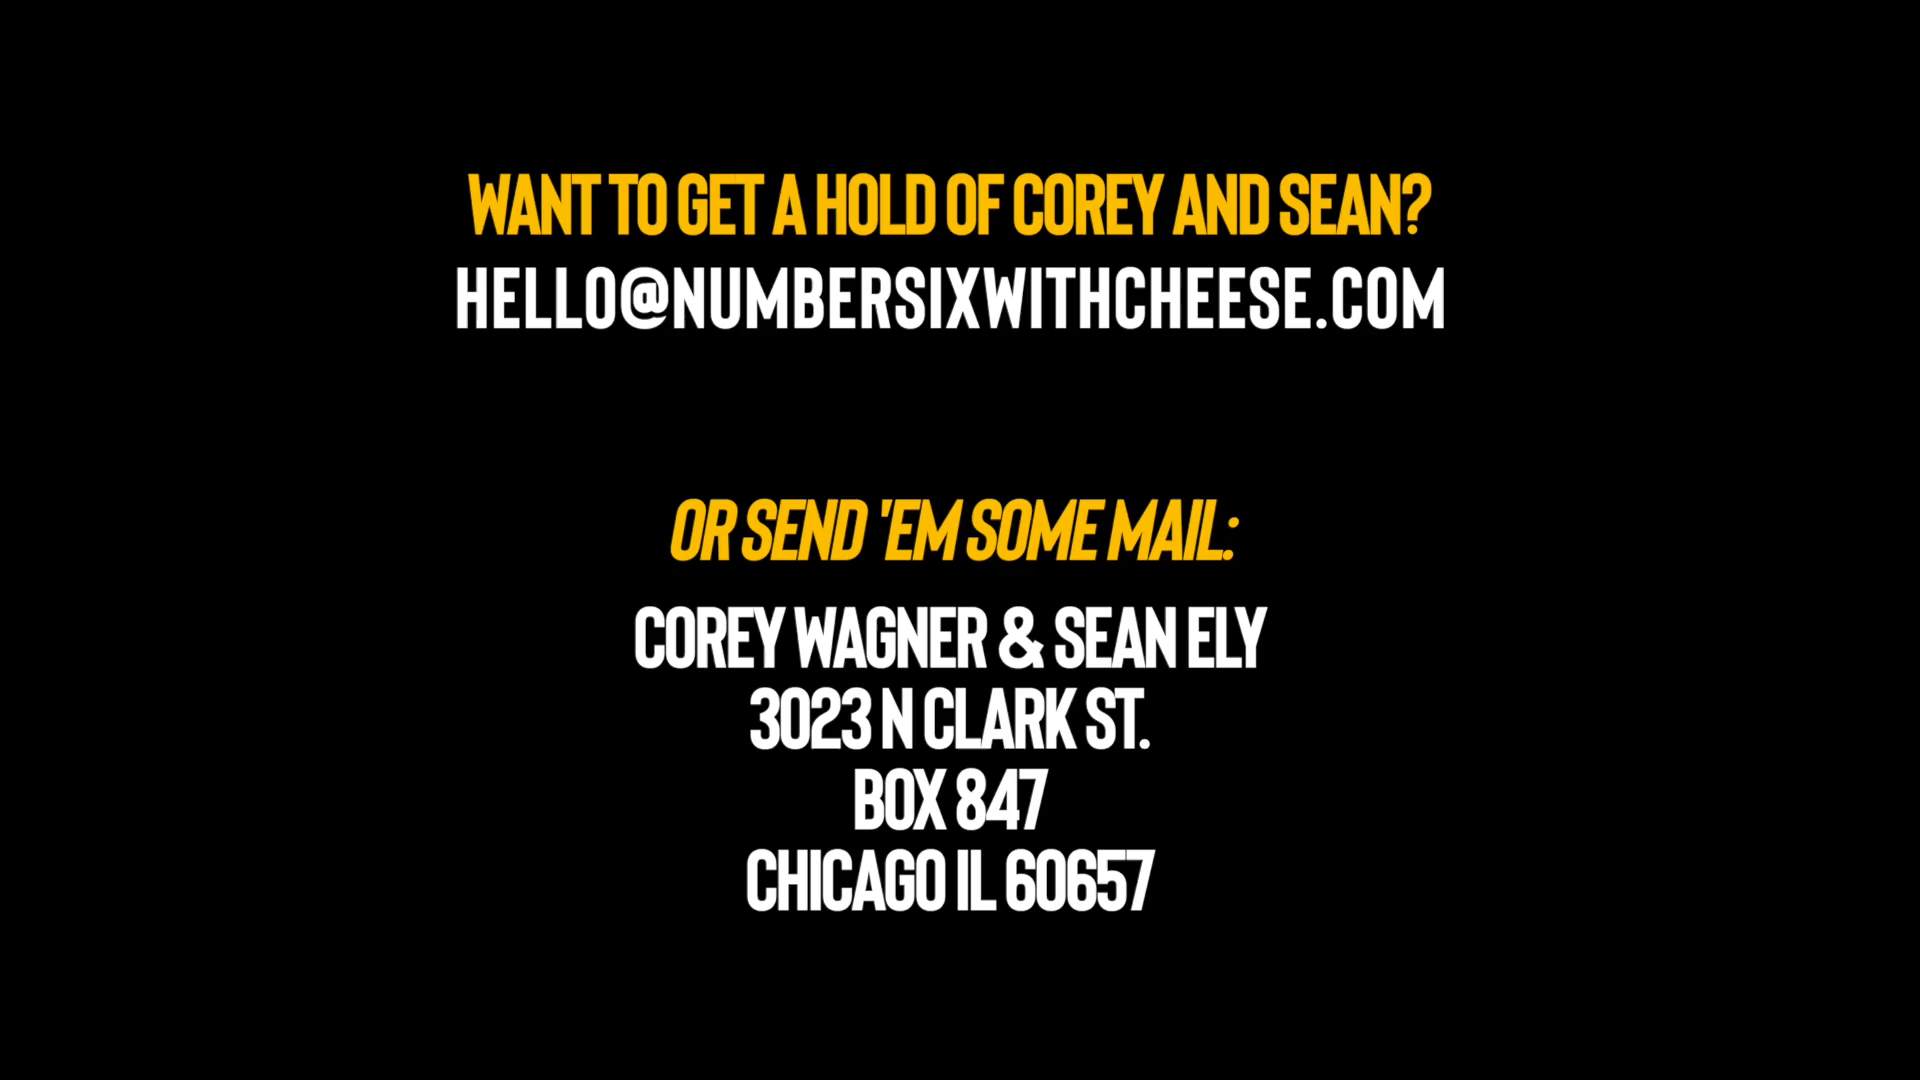 WANT TO GET A HOLD OF COREY AND SEAN?
HELLO@NUMBERSIXWITHCHEESE.COM
OR SEND 'EM SOME MAIL:
COREY WAGNER & SEAN ELY
3023 N CLARK ST.
BOX 847
CHICAGO IL 60657